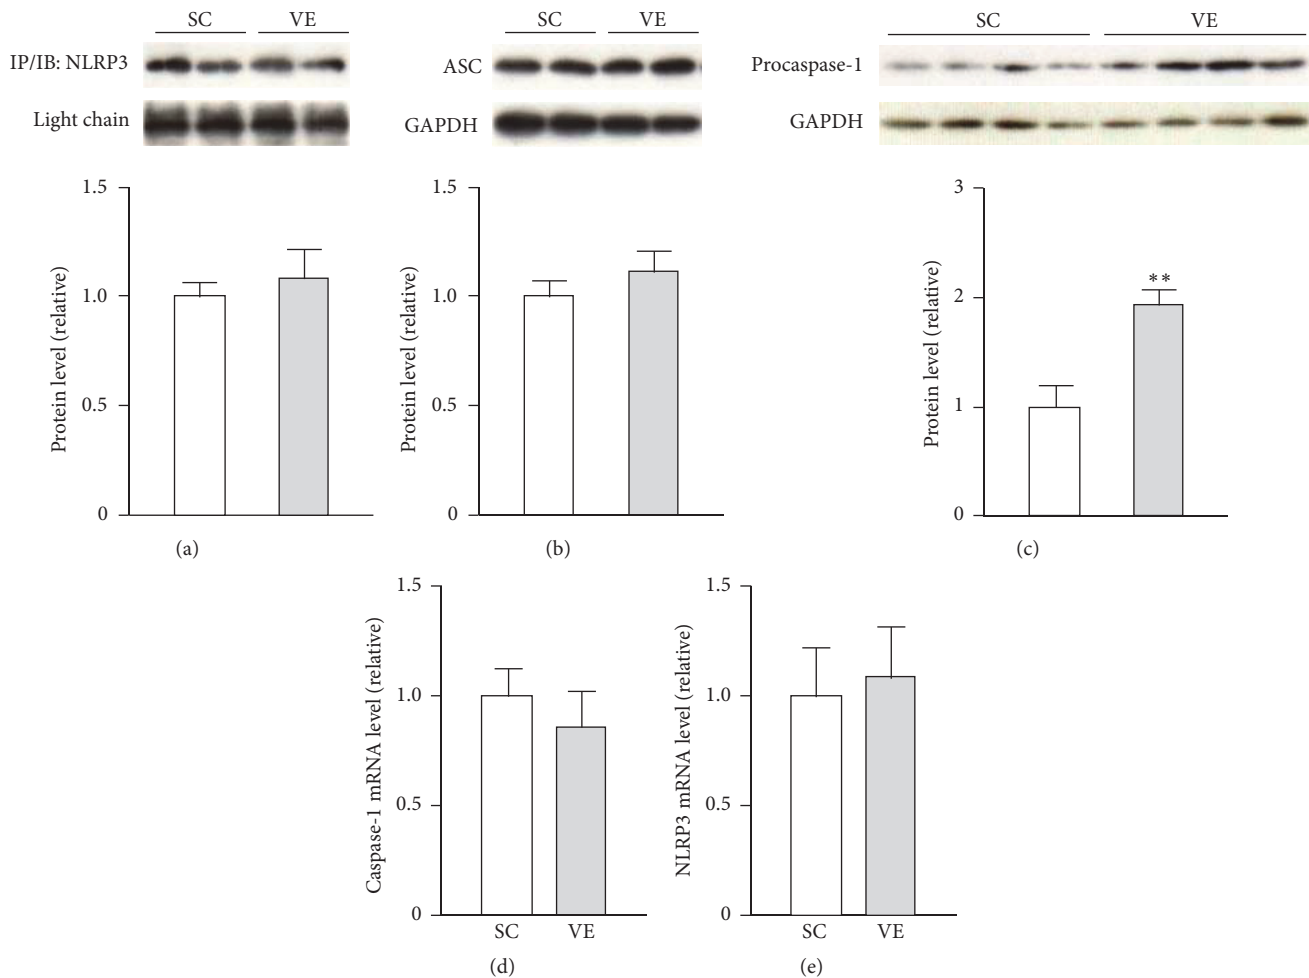 SC VE
IP/IB: NLRP3
Light chain
1.5
1.0
0.5
0
Protein level (relative)
(a)
SC VE
ASC
GAPDH
1.5
1.0
0.5
0
Protein level (relative)
(b)
SC VE
Procaspase-1
GAPDH
3
2
1
0
Protein level (relative)
**
(c)
1.5
1.0
0.5
0
Caspase-1 mRNA level (relative)
SC VE
(d)
1.5
1.0
0.5
0
NLRP3 mRNA level (relative)
SC VE
(e)